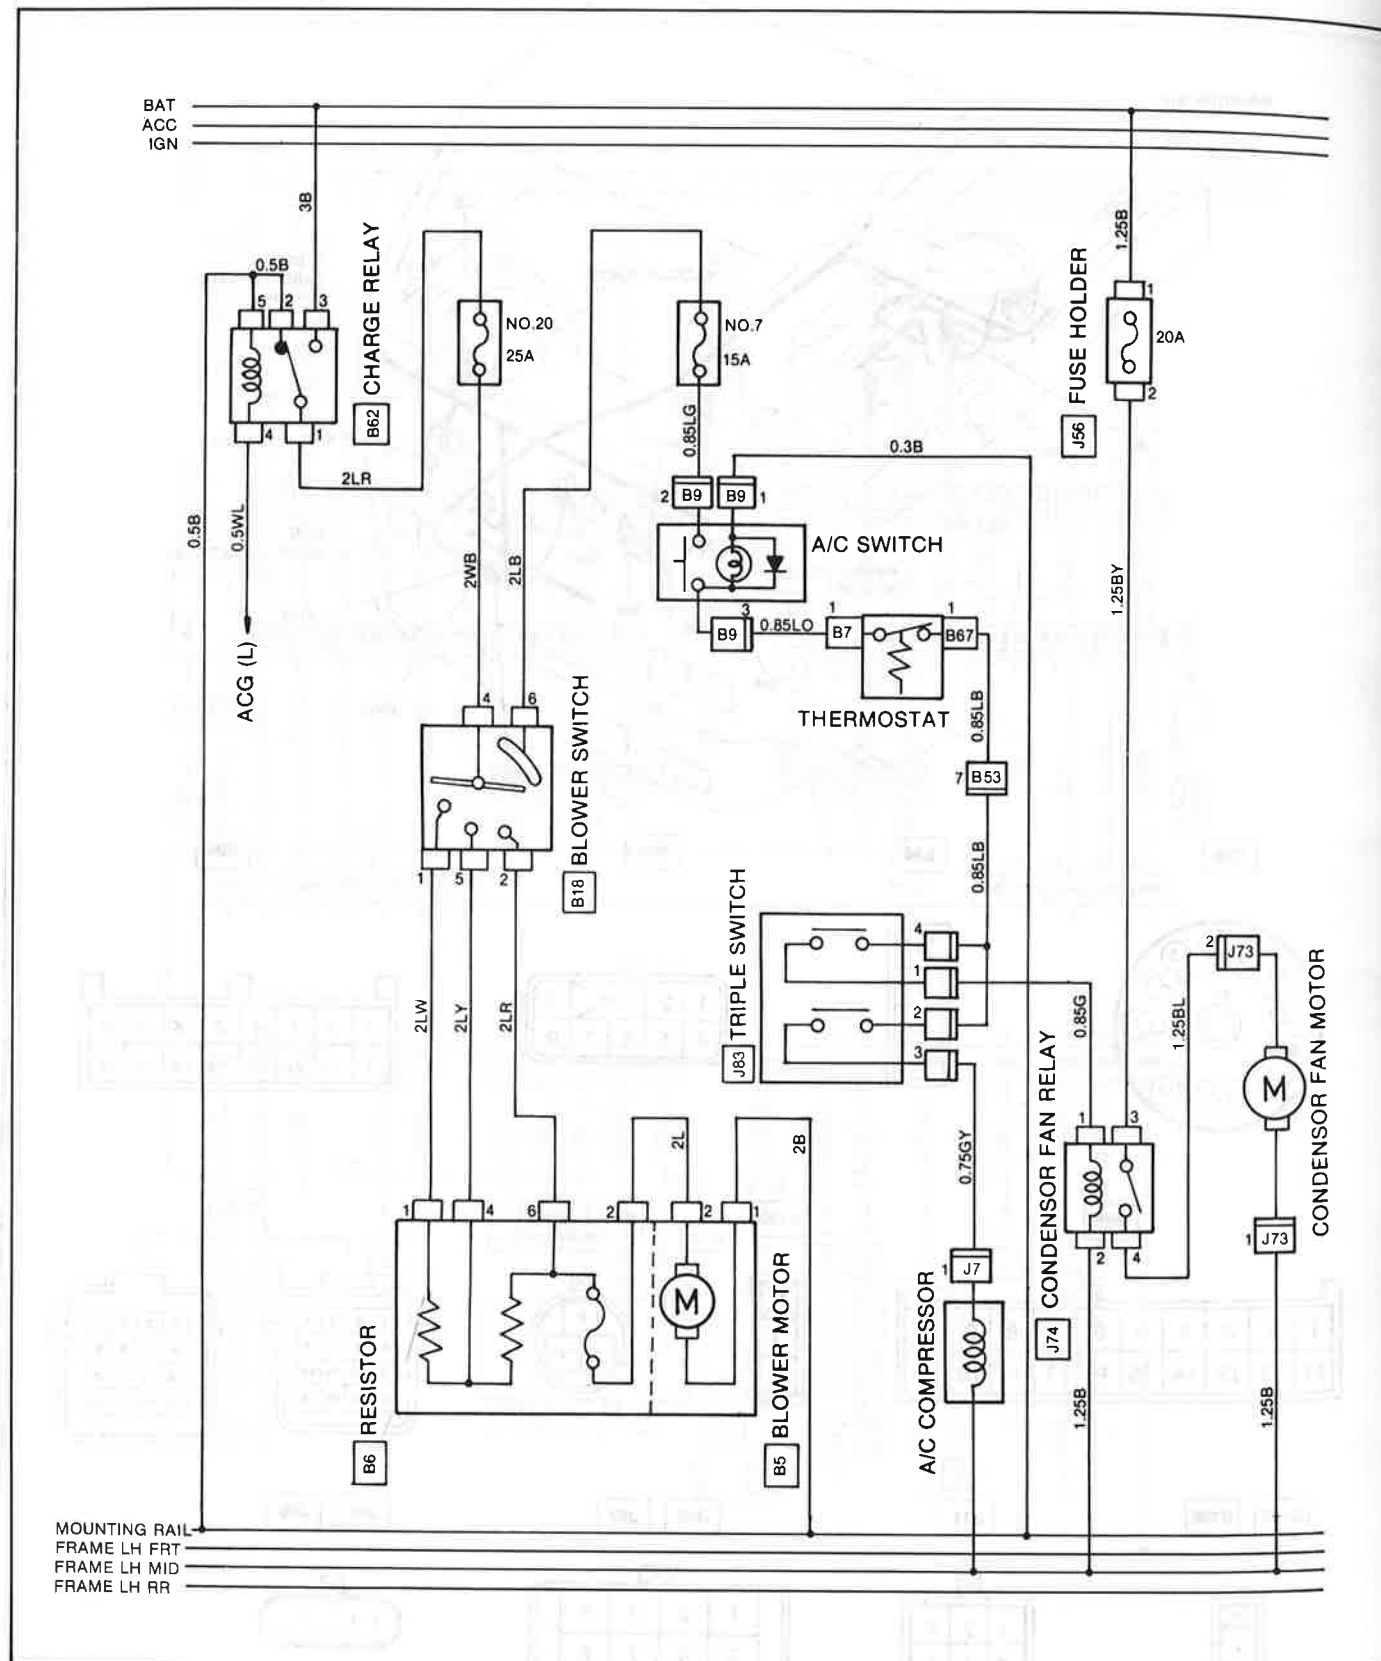 BAT
ACC
IGN
3B
1.25B
0.5B
5 2 3
4 1
CHARGE RELAY
B62
NO.20
25A
NO.7
15A
FUSE HOLDER
J56
1
20A
2
2LR
0.85LG
0.3B
2 B9
B9 1
A/C SWITCH
0.5B
0.5WL
ACG (L)
2WB
2LB
1.25BY
3
B9
0.85LO
1
B7
1
B67
THERMOSTAT
0.85LB
7 B53
0.85LB
4 6
BLOWER SWITCH
B18
1 5 2
TRIPLE SWITCH
J83
4
1
2
3
2LW
2LY
2LR
0.85G
1.25BL
2 J73
CONDENSOR FAN MOTOR
M
1 J73
CONDENSOR FAN RELAY
J74
1 3
2 4
2L
2B
0.75GY
1 4 6 2 2 1
M
RESISTOR
B6
BLOWER MOTOR
B5
1 J7
A/C COMPRESSOR
1.25B
1.25B
MOUNTING RAIL
FRAME LH FRT
FRAME LH MID
FRAME LH RR